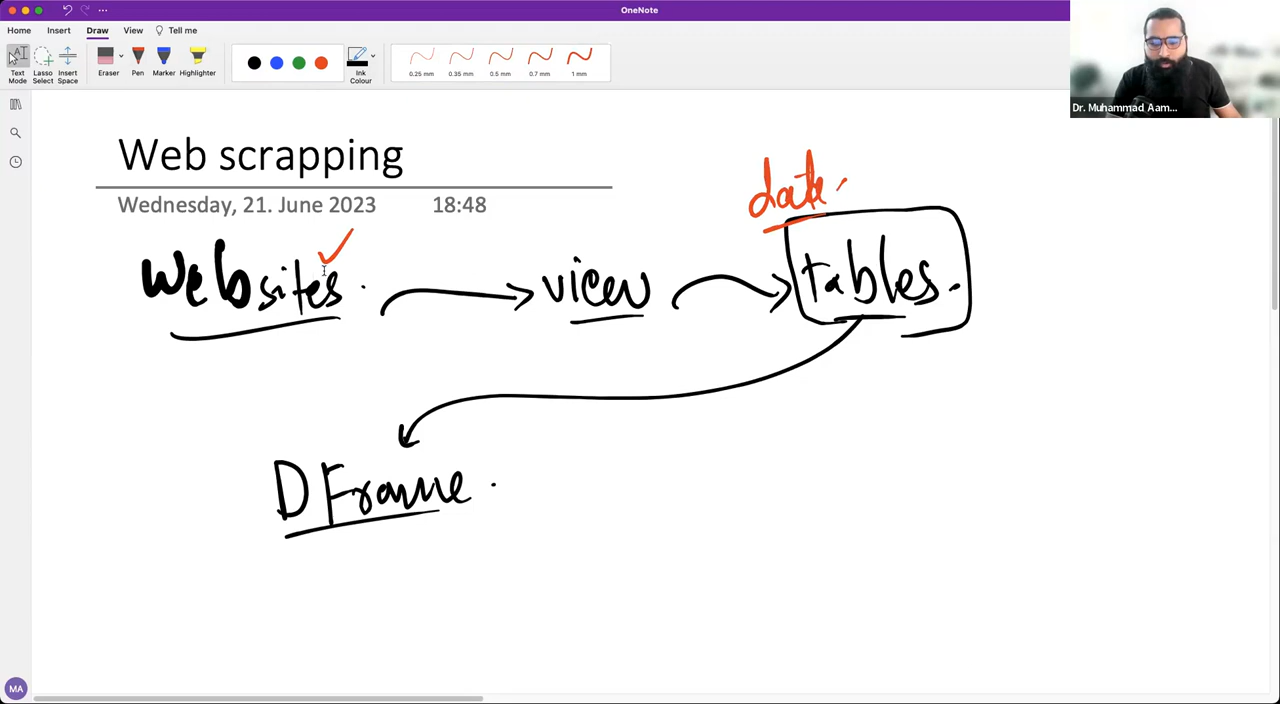 OneNote
Home Insert Draw View Tell me
Text Mode
Lasso Select
Insert Space
Eraser
Pen
Marker
Highlighter
Ink Colour
0.25 mm
0.35 mm
0.5 mm
0.7 mm
1 mm
Dr. Muhammad Aam...
Web scrapping
Wednesday, 21. June 2023 18:48
data.
Websites. view tables.
DFrame.
MA